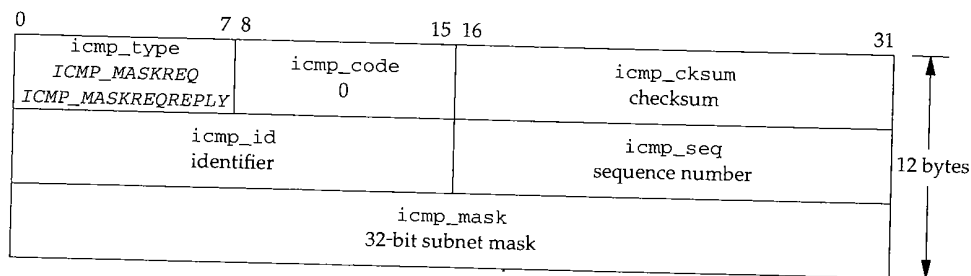 0 7 8 15 16 31
icmp_type
ICMP_MASKREQ
ICMP_MASKREQREPLY
icmp_code
0
icmp_cksum
checksum
icmp_id
identifier
icmp_seq
sequence number
12 bytes
icmp_mask
32-bit subnet mask